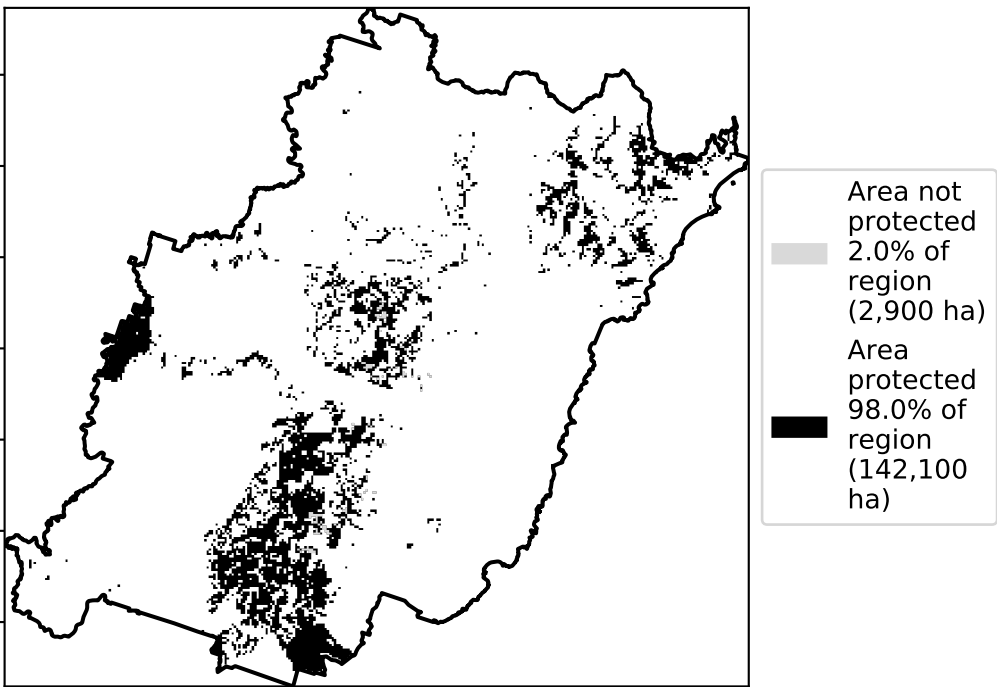 Area not
protected
2.0% of
region
(2,900 ha)
Area
protected
98.0% of
region
(142,100
ha)